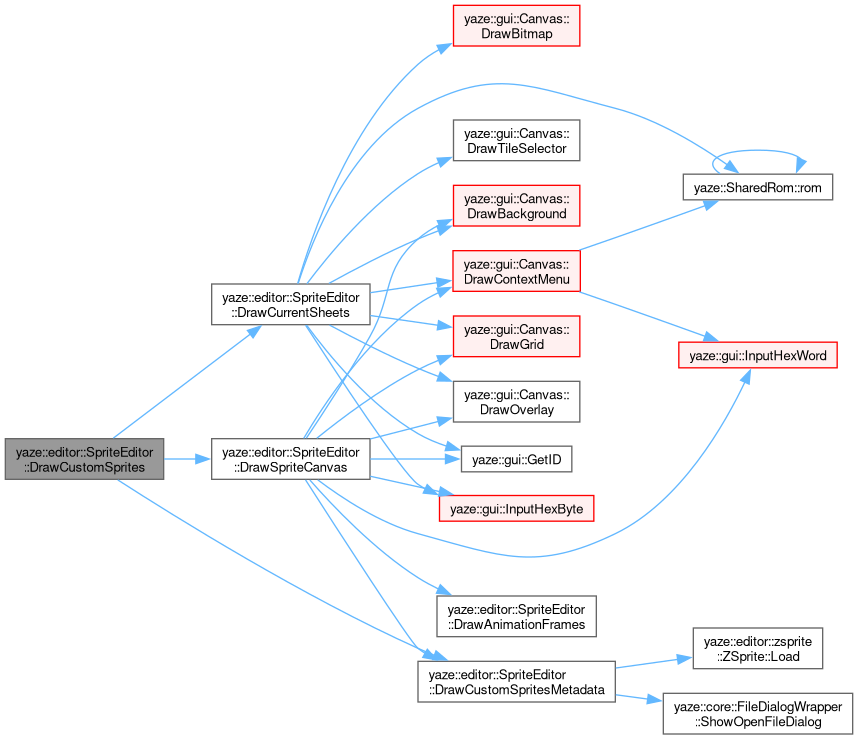 yaze::gui::Canvas::
DrawBitmap
yaze::gui::Canvas::
DrawTileSelector
yaze::SharedRom::rom
yaze::gui::Canvas::
DrawBackground
yaze::gui::Canvas::
DrawContextMenu
yaze::editor::SpriteEditor
::DrawCurrentSheets
yaze::gui::Canvas::
DrawGrid
yaze::gui::InputHexWord
yaze::gui::Canvas::
DrawOverlay
yaze::editor::SpriteEditor
::DrawCustomSprites
yaze::editor::SpriteEditor
::DrawSpriteCanvas
yaze::gui::GetID
yaze::gui::InputHexByte
yaze::editor::SpriteEditor
::DrawAnimationFrames
yaze::editor::zsprite
::ZSprite::Load
yaze::editor::SpriteEditor
::DrawCustomSpritesMetadata
yaze::core::FileDialogWrapper
::ShowOpenFileDialog